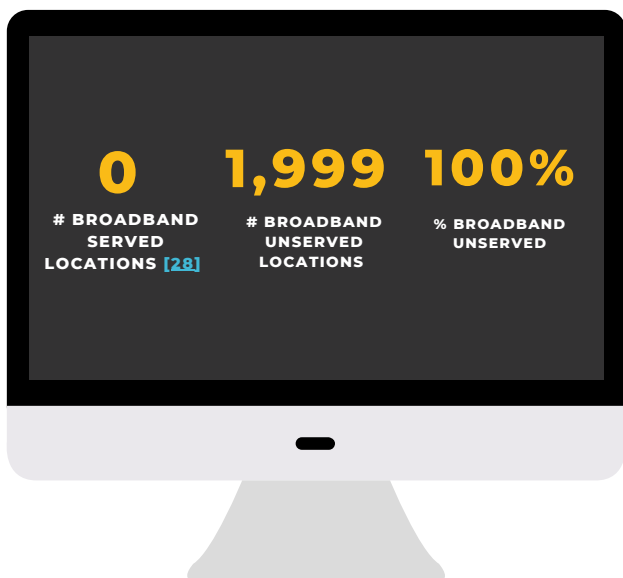 0
# BROADBAND
SERVED
LOCATIONS [28]
1,999
# BROADBAND
UNSERVED
LOCATIONS
100%
% BROADBAND
UNSERVED